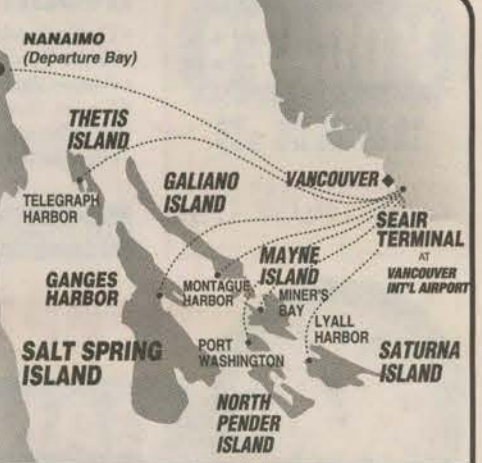 NANAIMO
(Departure Bay)
THETIS
ISLAND
TELEGRAPH
HARBOR
GALIANO
ISLAND
VANCOUVER
SEAIR
TERMINAL
AT
VANCOUVER
INT'L AIRPORT
GANGES
HARBOR
MONTAGUE
HARBOR
MAYNE
ISLAND
MINER'S
BAY
LYALL
HARBOR
SALT SPRING
ISLAND
PORT
WASHINGTON
SATURNA
ISLAND
NORTH
PENDER
ISLAND